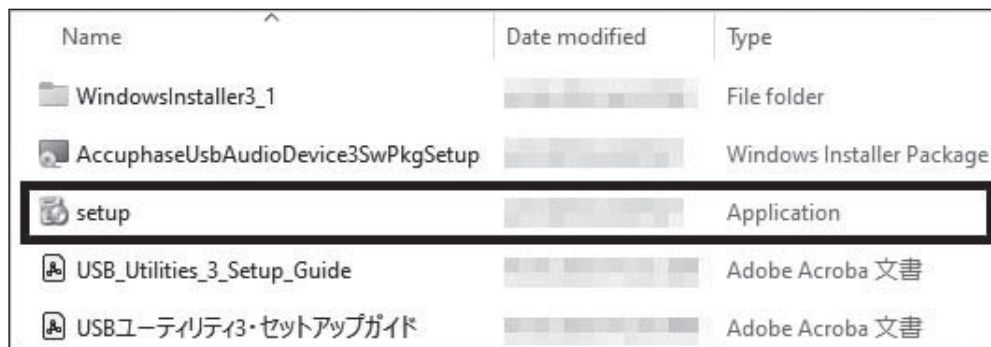 Name Date modified Type
WindowsInstaller3_1 File folder
AccuphaseUsbAudioDevice3SwPkgSetup Windows Installer Package
setup Application
USB_Utilities_3_Setup_Guide Adobe Acroba 文書
USBユーティリティ3・セットアップガイド Adobe Acroba 文書